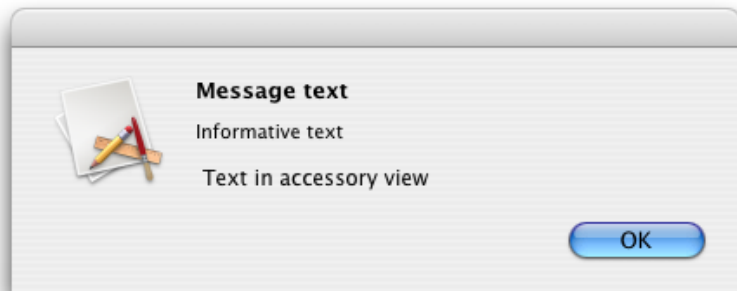 Message text
Informative text
Text in accessory view
OK